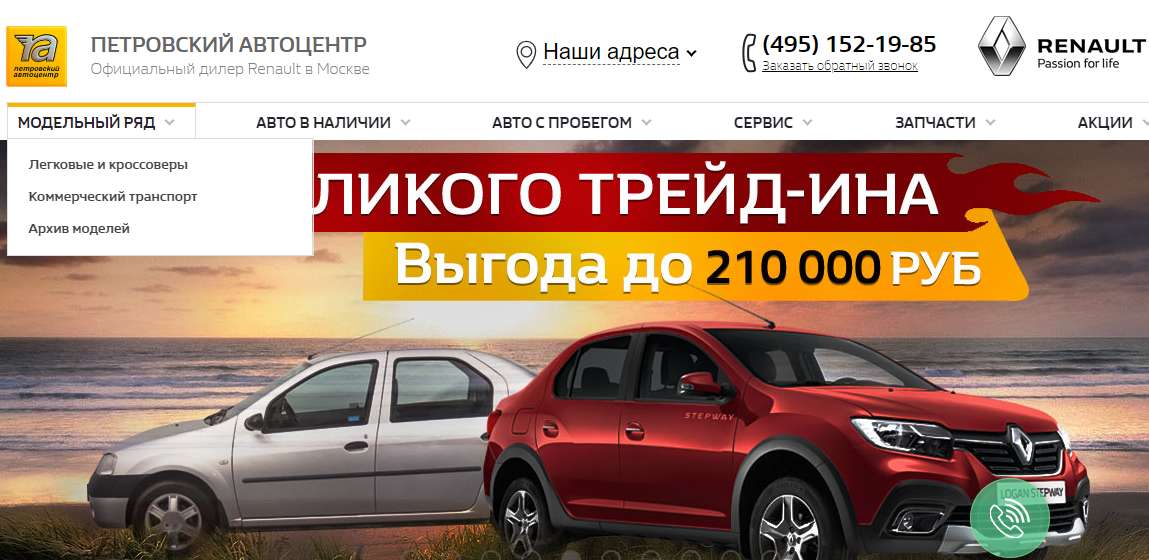 та
петровский
автоцентр
ПЕТРОВСКИЙ АВТОЦЕНТР
Официальный дилер Renault в Москве
Наши адреса
(495) 152-19-85
Заказать обратный звонок
RENAULT
Passion for life
МОДЕЛЬНЫЙ РЯД
АВТО В НАЛИЧИИ
АВТО С ПРОБЕГОМ
СЕРВИС
ЗАПЧАСТИ
АКЦИИ
Легковые и кроссоверы
Коммерческий транспорт
Архив моделей
ЛИКОГО ТРЕЙД-ИНА
Выгода до 210 000 РУБ
STEPWAY
LOGAN STEPWAY